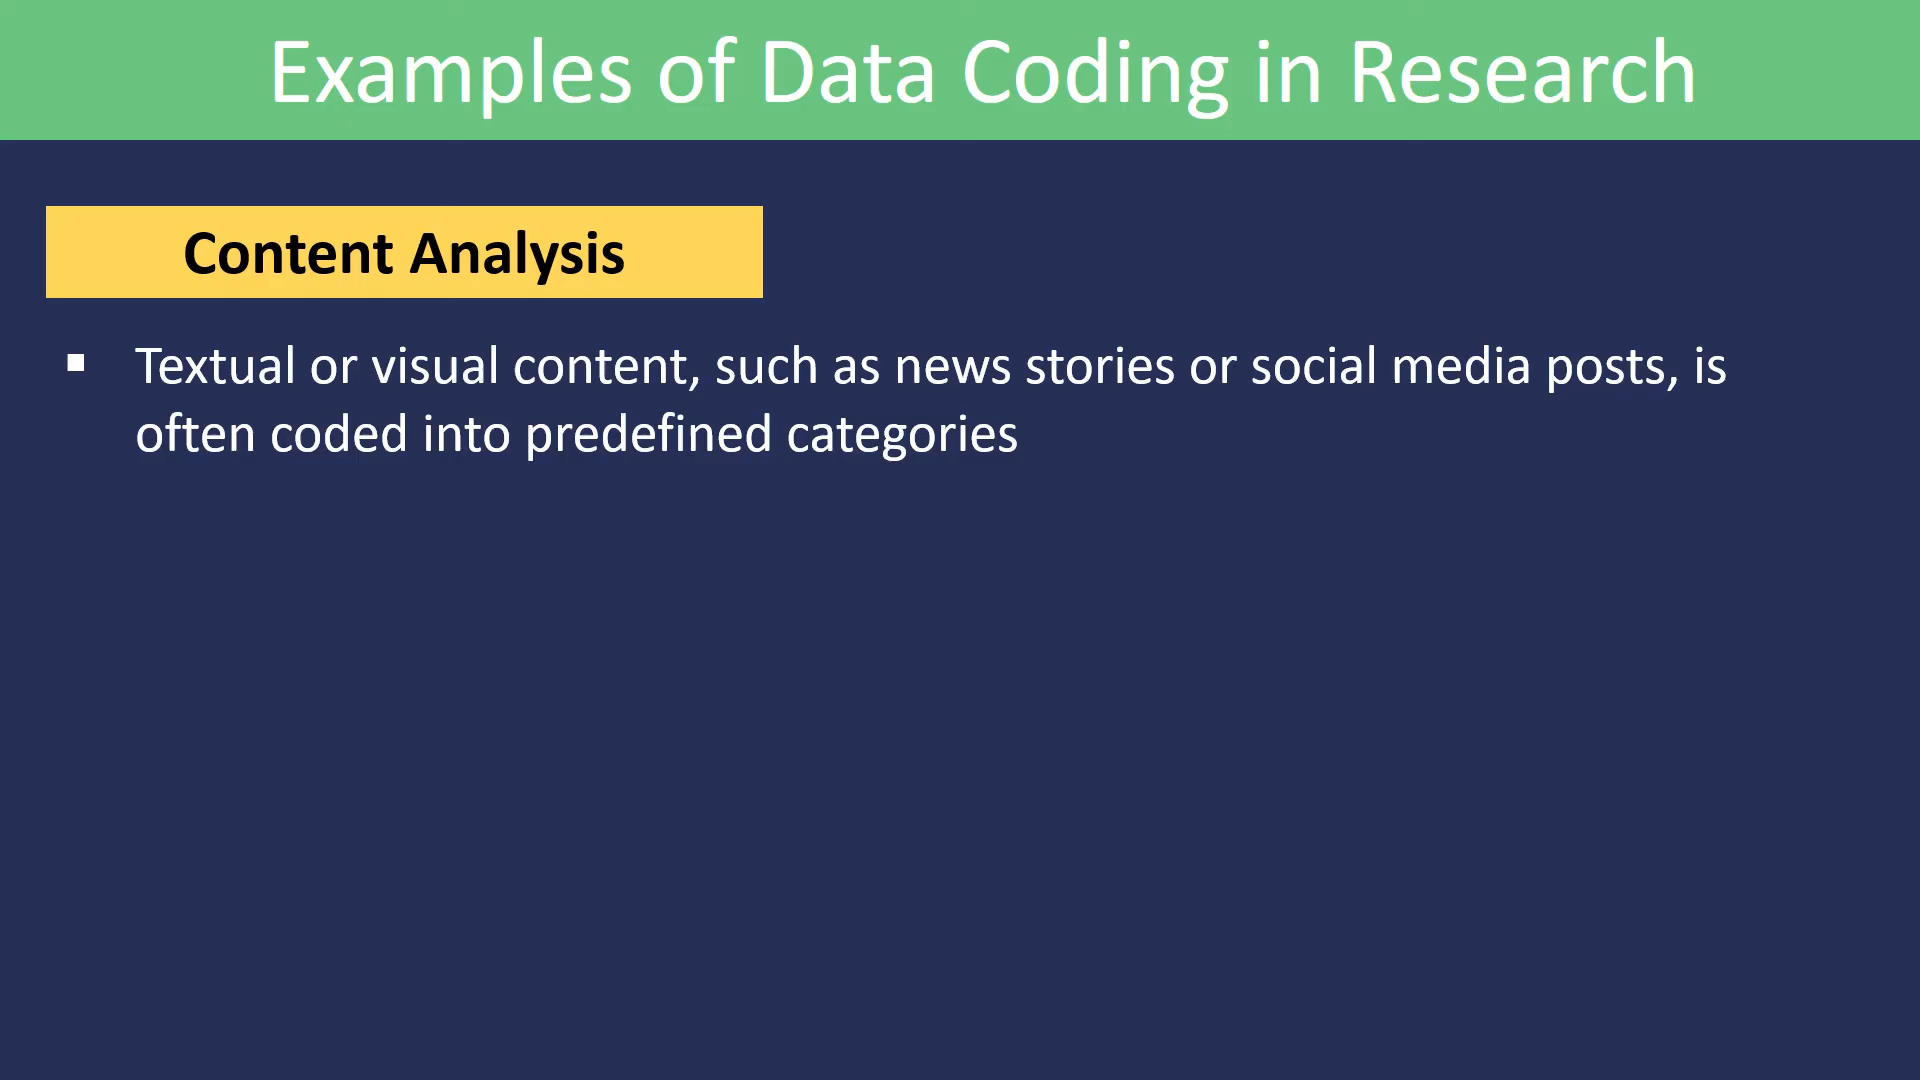 Examples of Data Coding in Research
Content Analysis
▪ Textual or visual content, such as news stories or social media posts, is
often coded into predefined categories